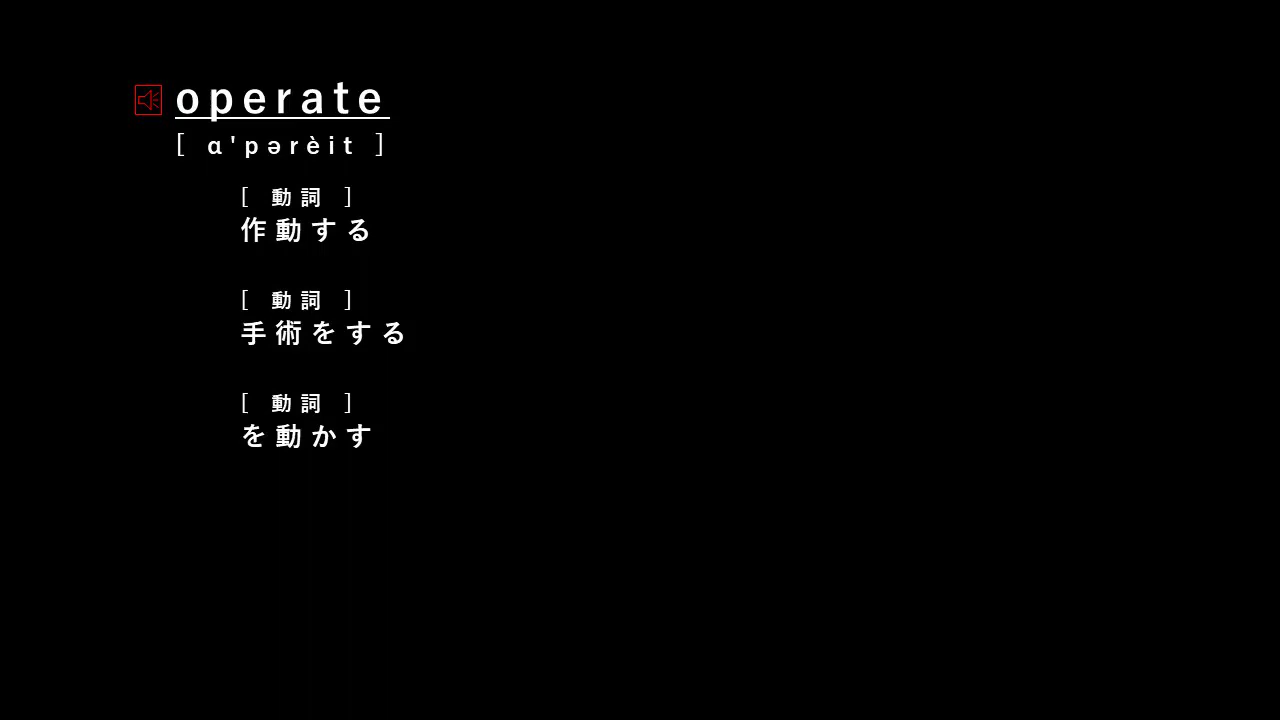 operate
[ ɑ'pərèit ]
[ 動詞 ]
作動する
[ 動詞 ]
手術をする
[ 動詞 ]
を動かす